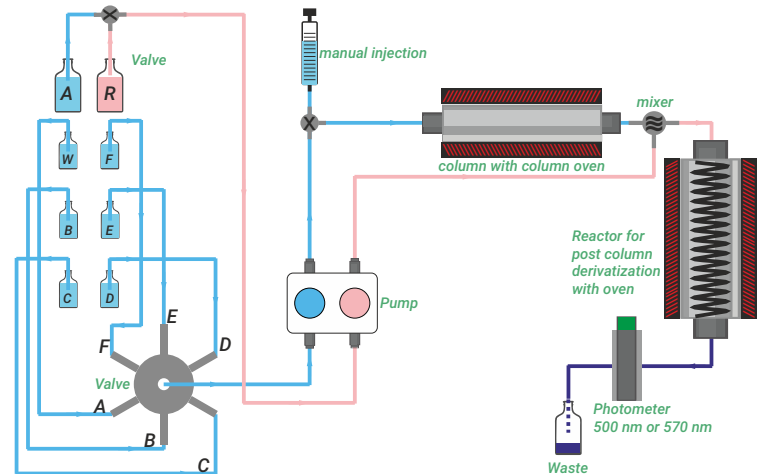 A
R
Valve
manual injection
mixer
W
F
column with column oven
B
E
Reactor for
post column
derivatization
with oven
C
D
Pump
E
F
D
Valve
A
B
C
Photometer
500 nm or 570 nm
Waste